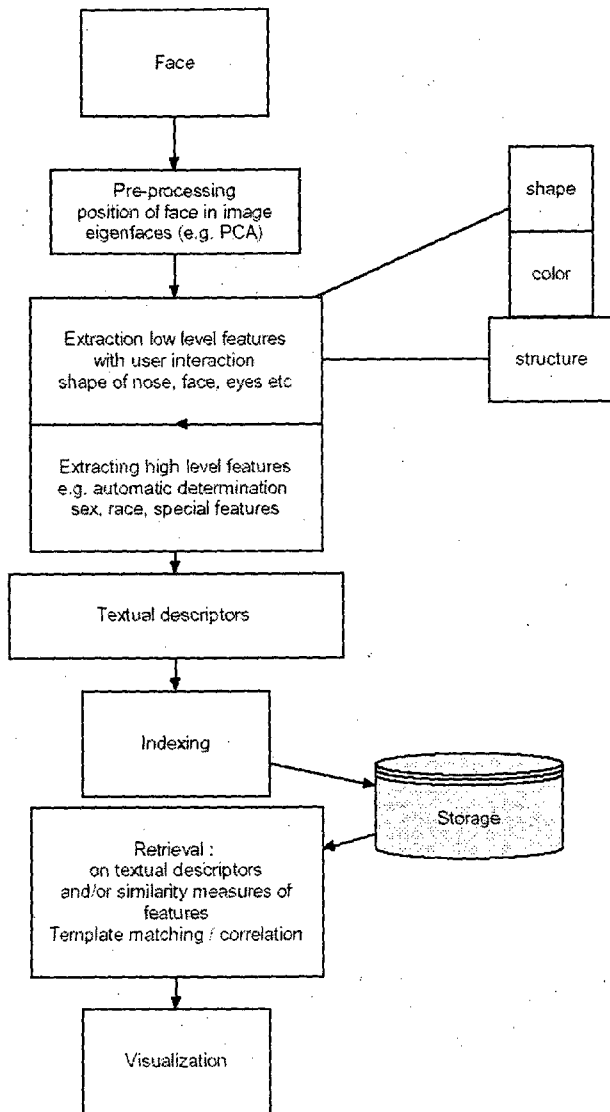 Face
Pre-processing
position of face in image
eigenfaces (e.g. PCA)
shape
color
structure
Extraction low level features
with user interaction
shape of nose, face, eyes etc
Extracting high level features
e.g. automatic determination
sex, race, special features
Textual descriptors
Indexing
Storage
Retrieval :
on textual descriptors
and/or similarity measures of
features
Template matching / correlation
Visualization